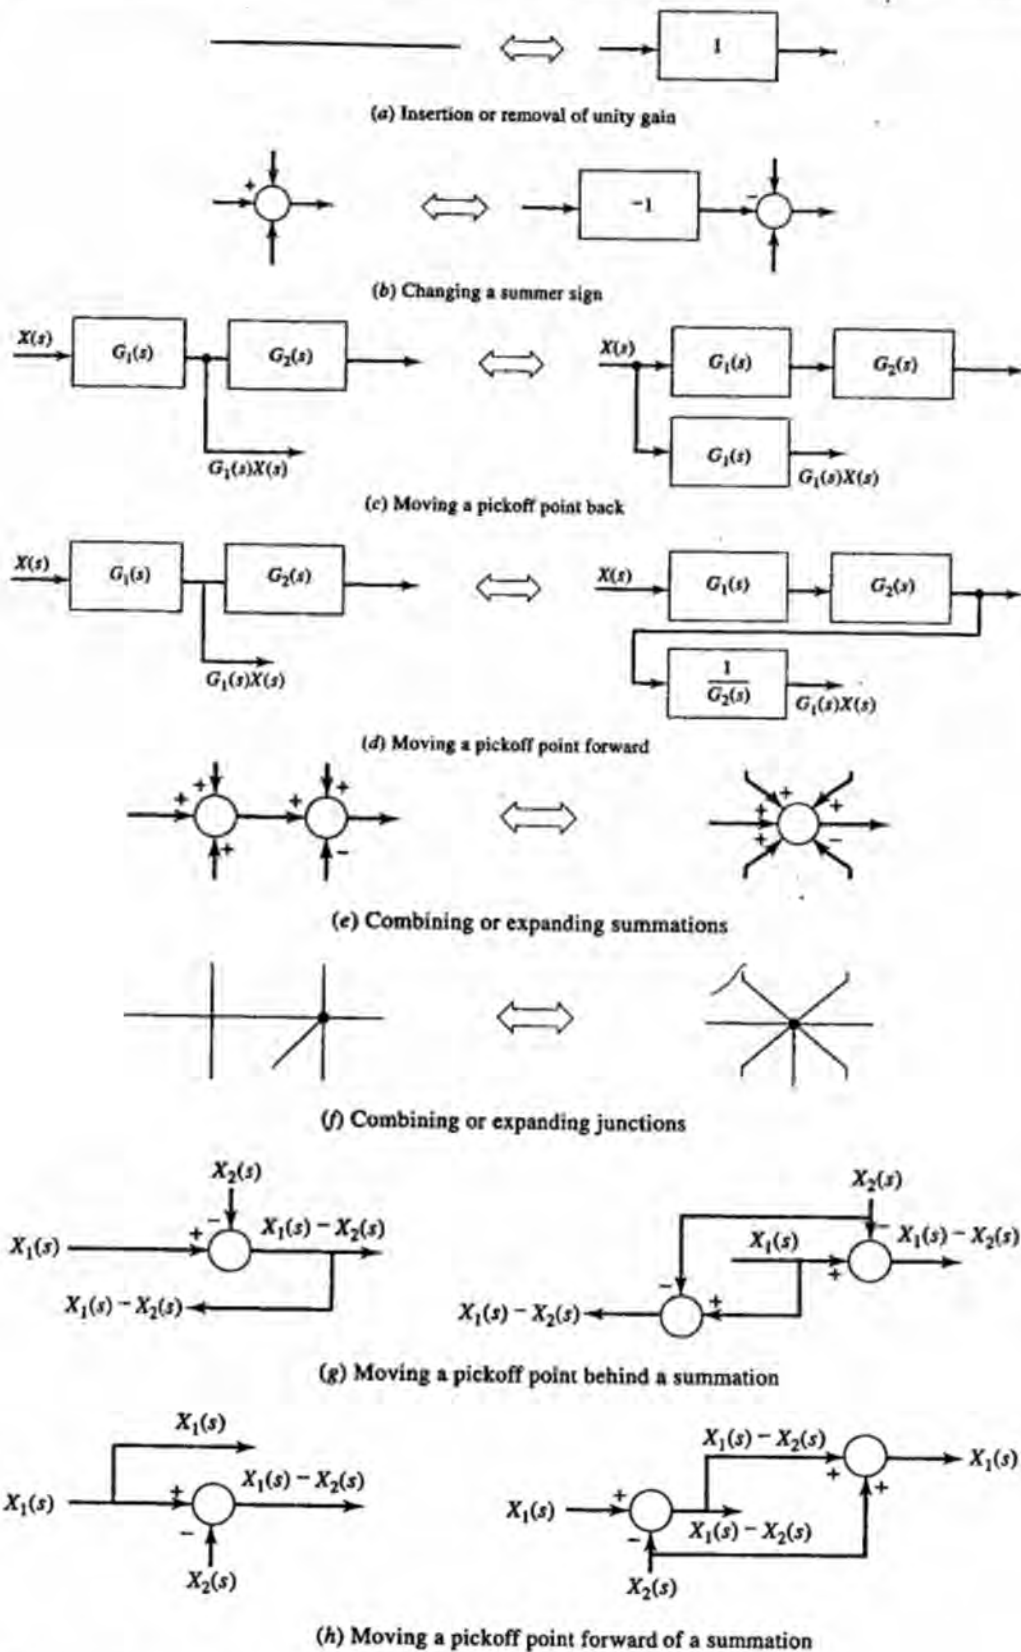 1
(a) Insertion or removal of unity gain
+
-1
−
(b) Changing a summer sign
X(s) G₁(s) G₂(s)
G₁(s)X(s)
X(s) G₁(s) G₂(s)
G₁(s)
G₁(s)X(s)
(c) Moving a pickoff point back
X(s) G₁(s) G₂(s)
G₁(s)X(s)
X(s) G₁(s) G₂(s)
1
G₂(s)
G₁(s)X(s)
(d) Moving a pickoff point forward
+ + + + + −
+ + + + + −
(e) Combining or expanding summations
(f) Combining or expanding junctions
X₂(s)
X₁(s) + − X₁(s) − X₂(s)
X₁(s) − X₂(s)
X₂(s)
X₁(s) + − X₁(s) − X₂(s)
X₁(s) − X₂(s) − +
(g) Moving a pickoff point behind a summation
X₁(s)
X₁(s) + − X₁(s) − X₂(s)
X₂(s)
X₁(s) − X₂(s) + + X₁(s)
X₁(s) + − X₁(s) − X₂(s)
X₂(s)
(h) Moving a pickoff point forward of a summation